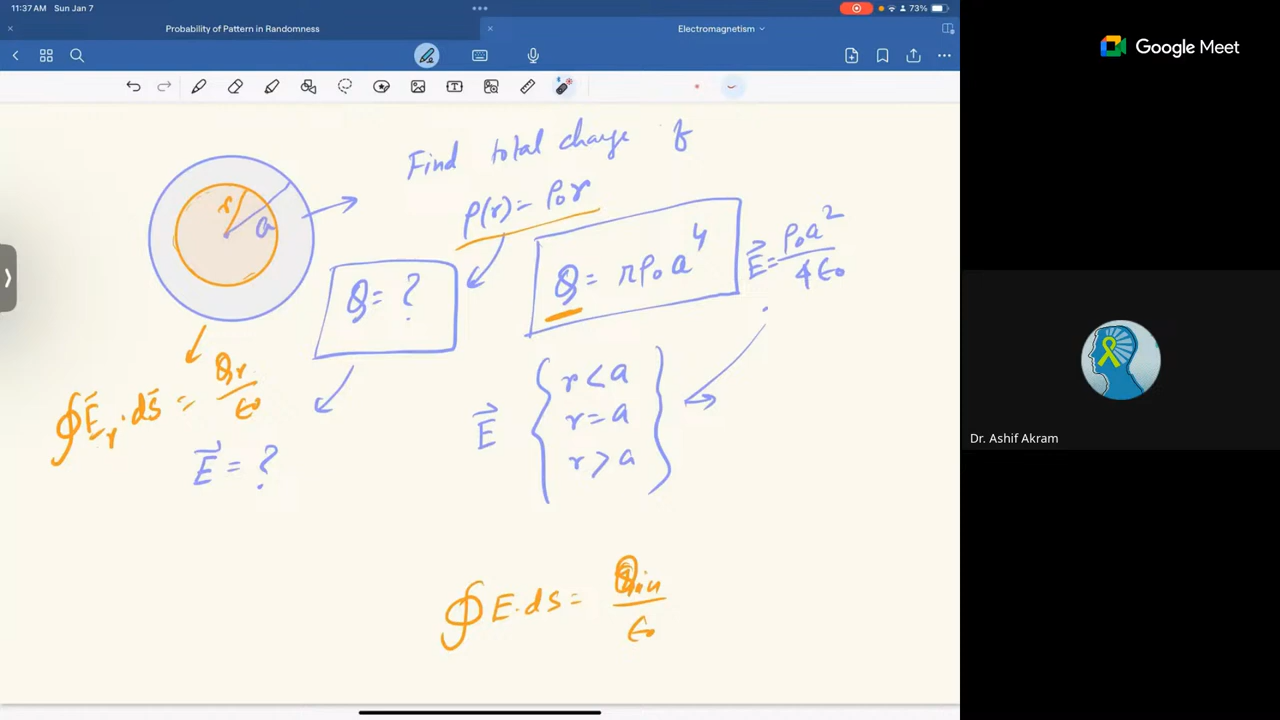 11:37 AM Sun Jan 7
73%
Probability of Pattern in Randomness
Electromagnetism
Google Meet
Find total charge of
ρ(r) = ρ₀r
r
a
Q = ?
Q = πρ₀a⁴
E⃗ = ρ₀a²/4ϵ₀
∮E⃗r · ds⃗ = Qr/ϵ₀
E⃗ = ?
E⃗ { r < a
r = a
r > a }
∮E · ds = Qin/ϵ₀
Dr. Ashif Akram